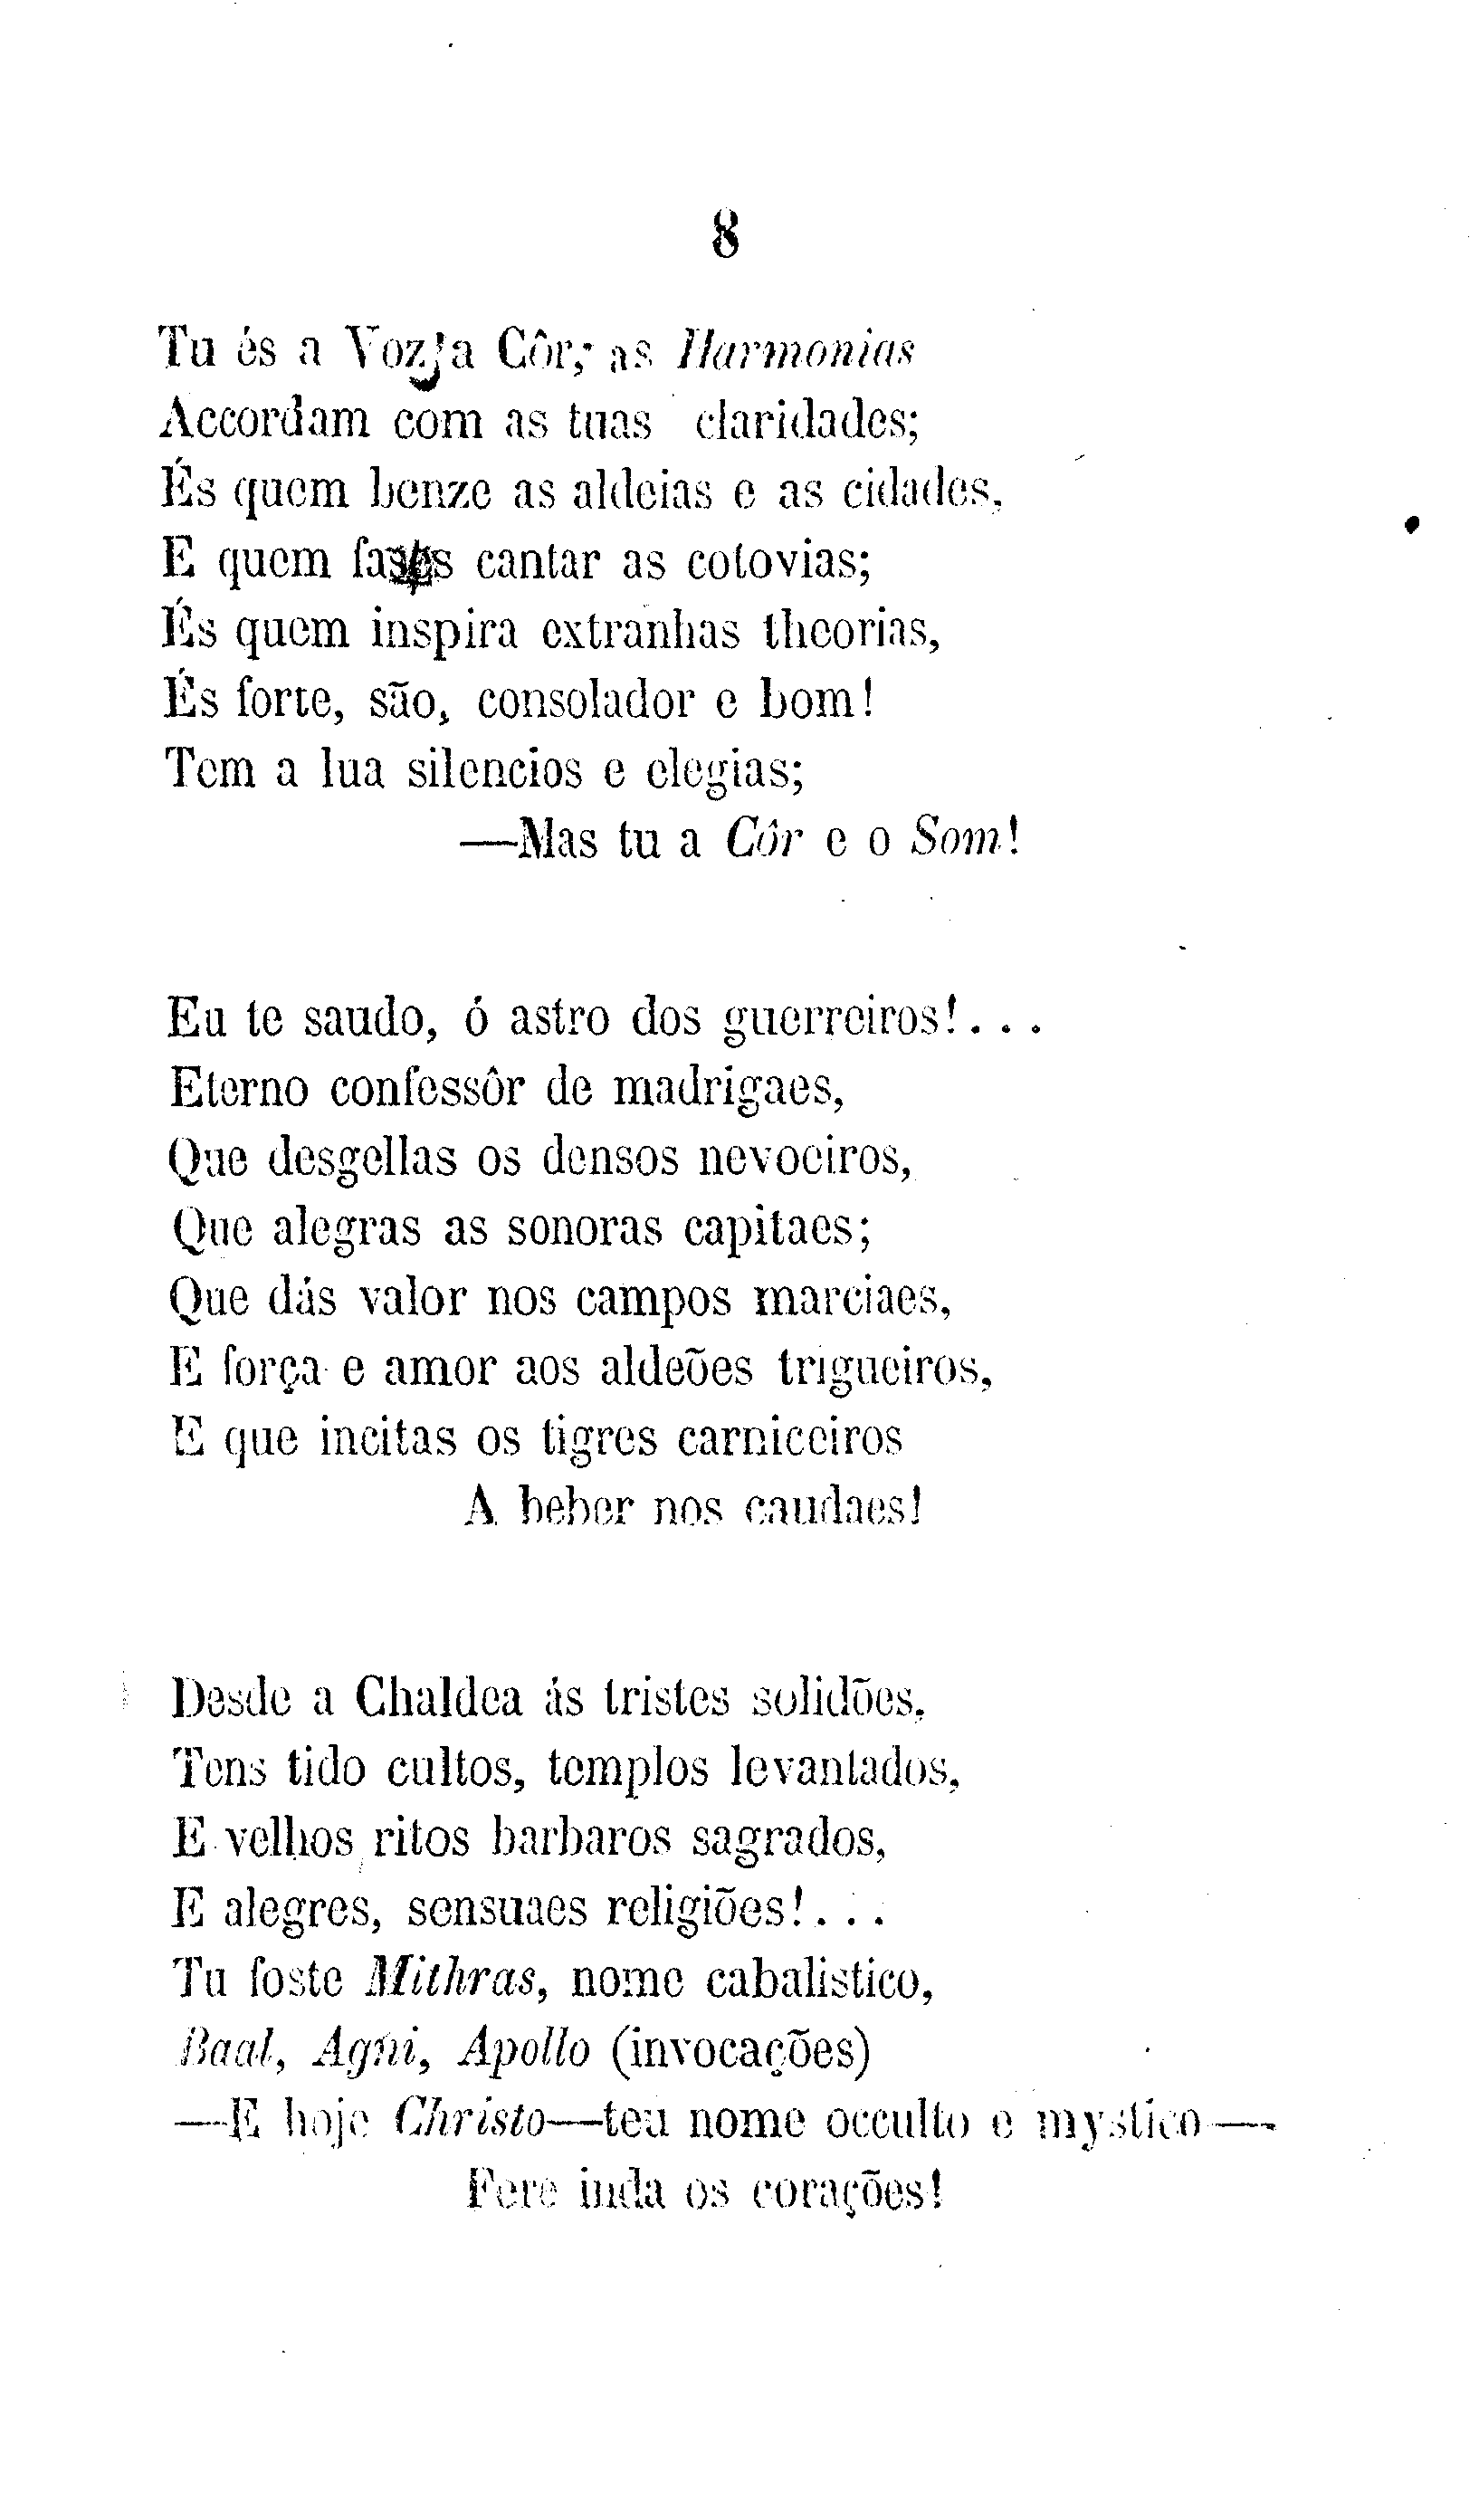 8
Tu és a Voz, a Côr; as Harmonias
Accordam com as tuas claridades;
És quem benze as aldeias e as cidades,
E quem cantar as cotovias;
És quem inspira extranhas theorias,
És forte, são, consolador e bom!
Tem a lua silencios e elegias;
—Mas tu a Côr e o Som!
Eu te saudo, ó astro dos guerreiros!...
Eterno confessôr de madrigaes,
Que desgellas os densos nevoeiros,
Que alegras as sonoras capitaes;
Que dás valor nos campos marciaes,
E força e amor aos aldeões trigueiros,
E que incitas os tigres carniceiros
A beber nos caudaes!
Desde a Chaldea ás tristes solidões,
Tens tido cultos, templos levantados,
E velhos ritos barbaros sagrados,
E alegres, sensuaes religiões!...
Tu foste Mithras, nome cabalistico,
Baal, Agni, Apollo (invocações)
—E hoje Christo—teu nome occulto e mystico—
Fere inda os corações!